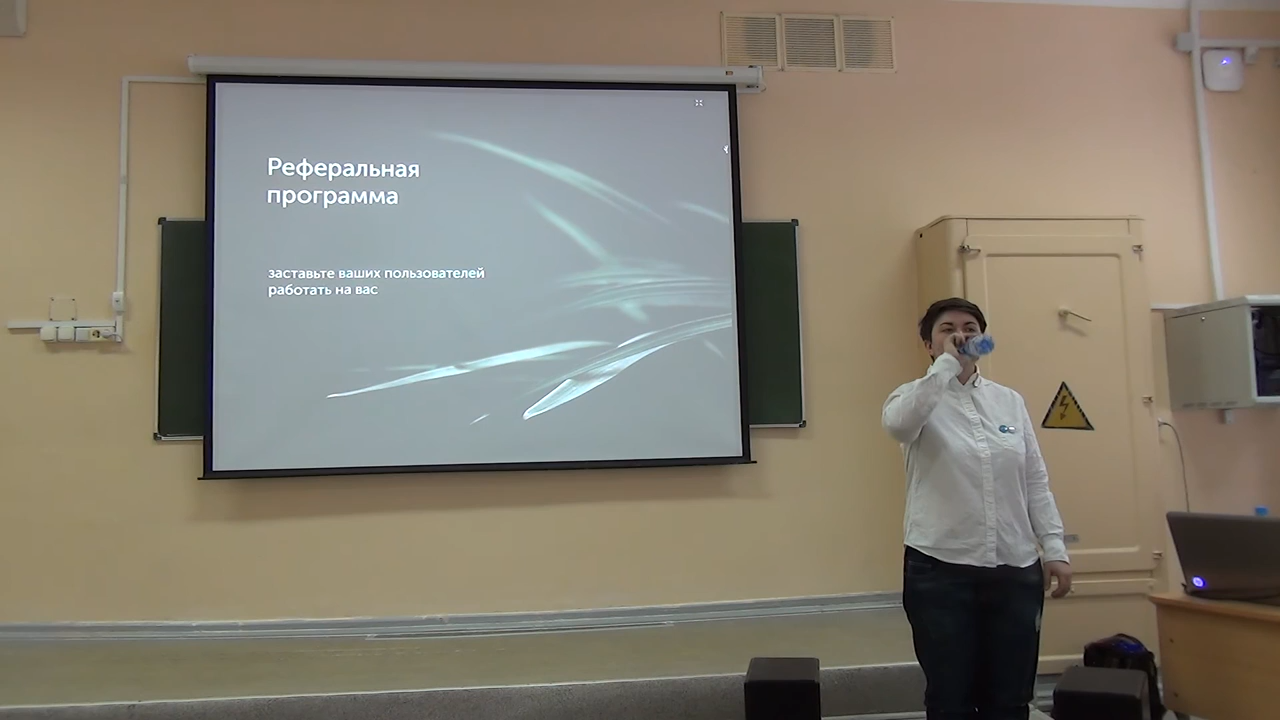 Реферальная
программа
заставьте ваших пользователей
работать на вас